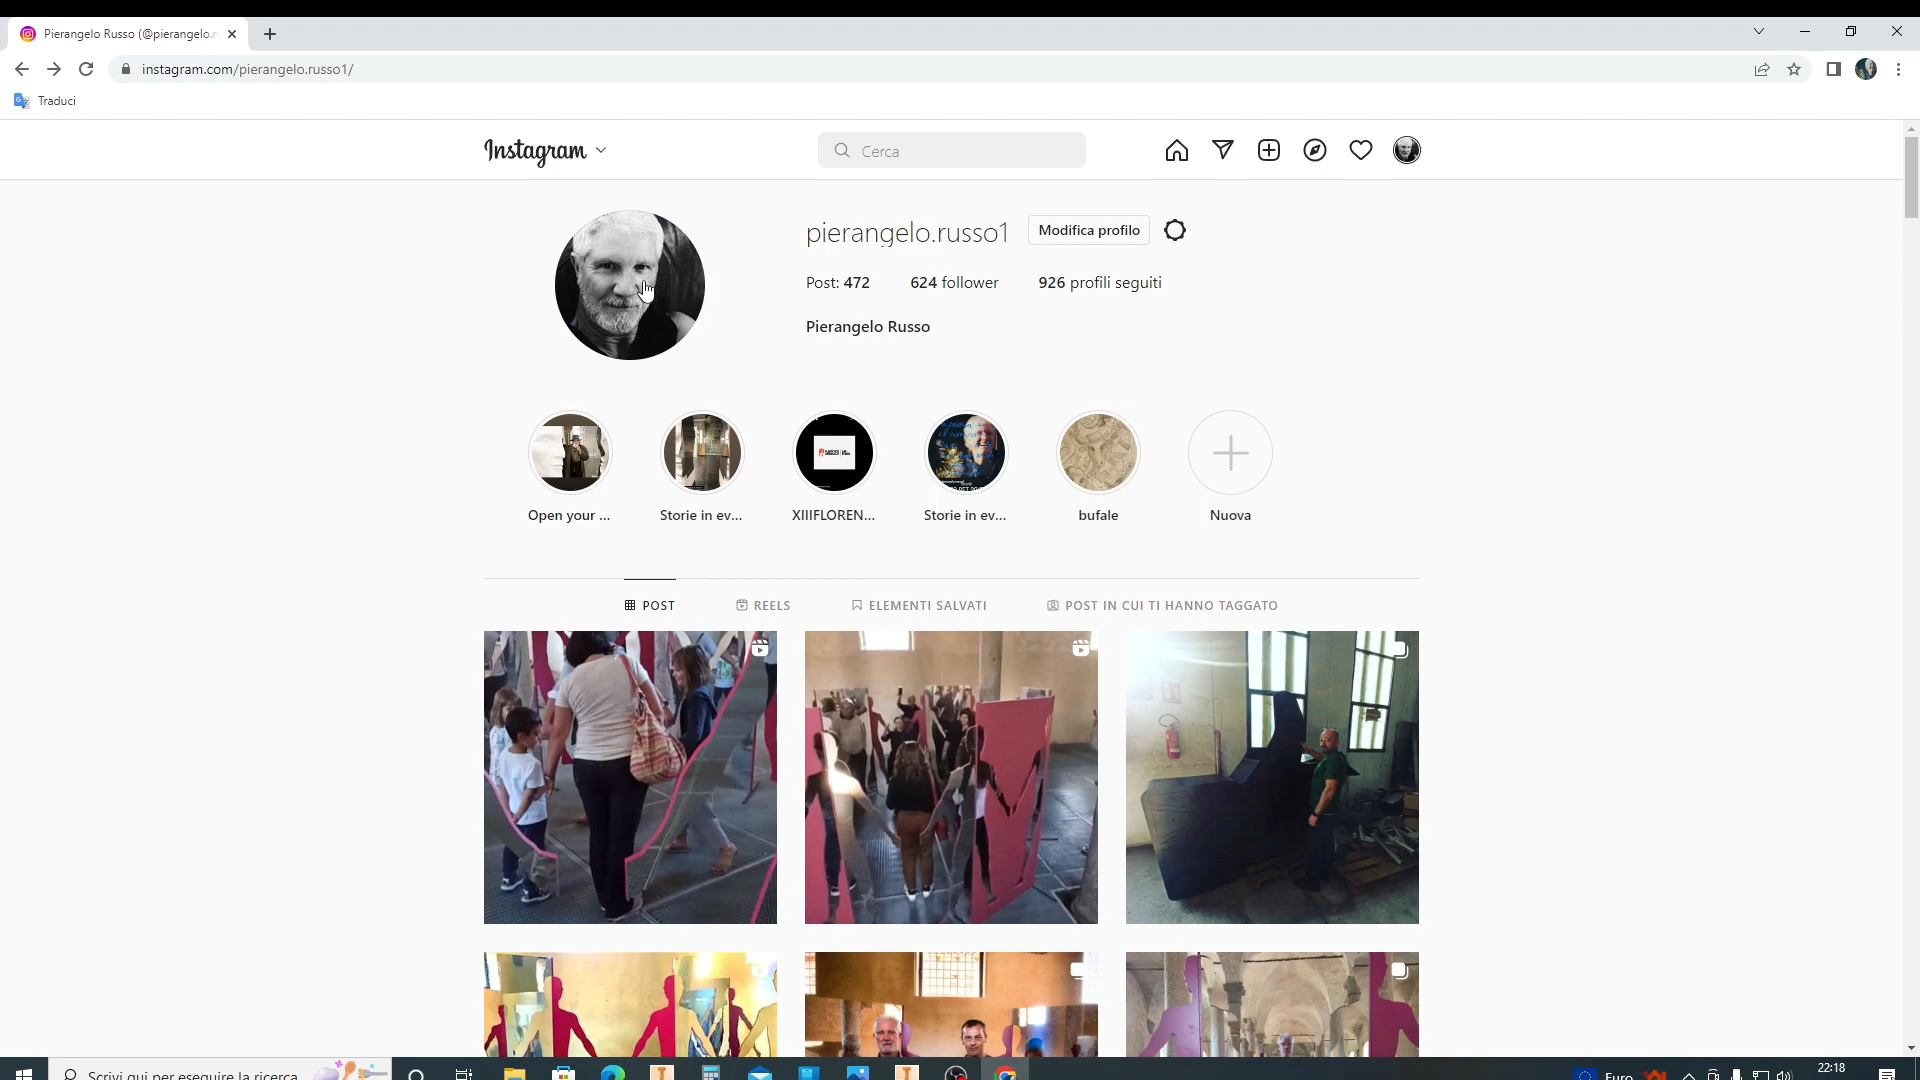 Pierangelo Russo (@pierangelo.r
instagram.com/pierangelo.russo1/
Traduci
Instagram
Cerca
pierangelo.russo1
Modifica profilo
Post: 472
624 follower
926 profili seguiti
Pierangelo Russo
Open your ...
Storie in ev...
XIIIFLOREN...
Storie in ev...
bufale
Nuova
POST
REELS
ELEMENTI SALVATI
POST IN CUI TI HANNO TAGGATO
Scrivi qui per eseguire la ricerca
Euro
22:18